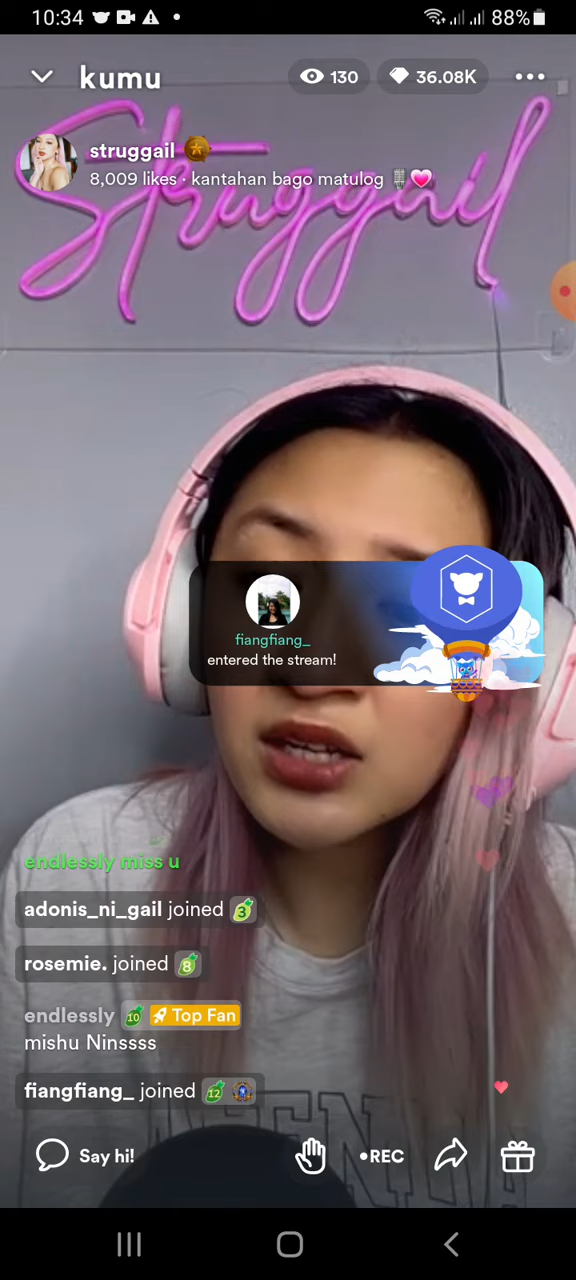 10:34
88%
kumu
130
36.08K
Struggail
struggail
8,009 likes · kantahan bago matulog
fiangfiang_
entered the stream!
endlessly miss u
adonis_ni_gail joined 3
rosemie. joined 8
endlessly 10 Top Fan
mishu Ninssss
fiangfiang_ joined 12
Say hi!
•REC